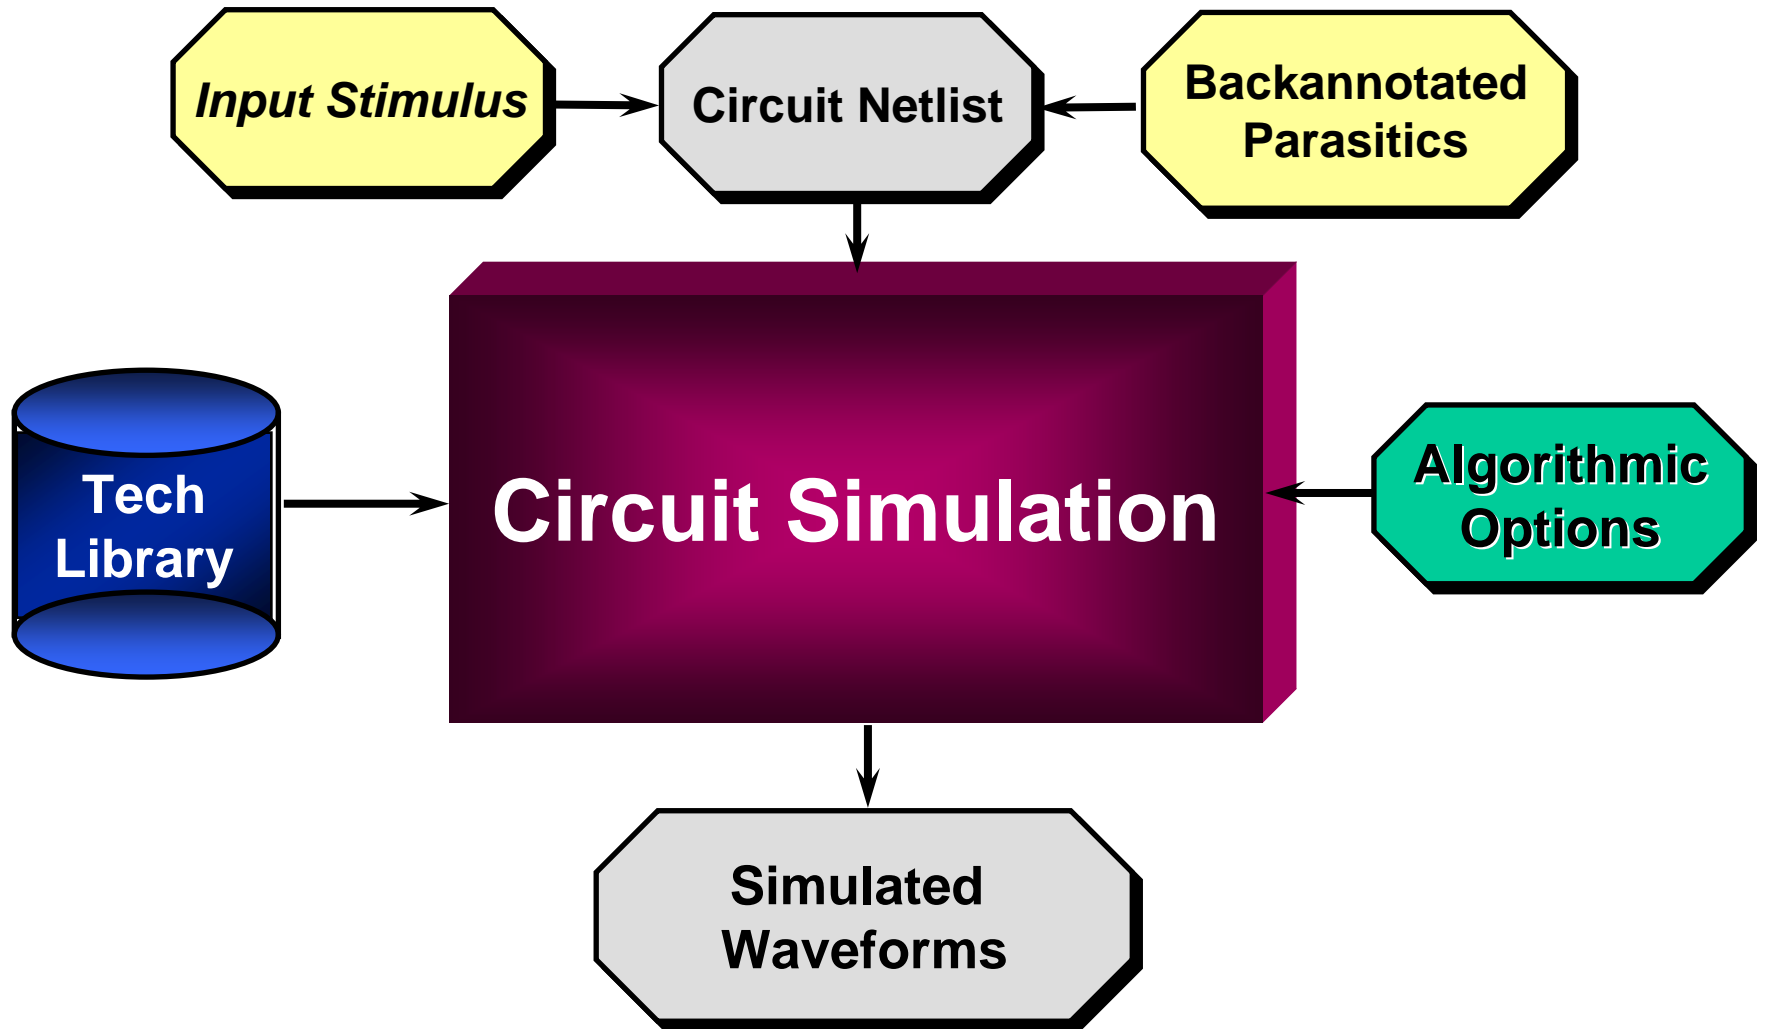 Input Stimulus
Circuit Netlist
Backannotated
Parasitics
Tech
Library
Circuit Simulation
Algorithmic
Options
Simulated
Waveforms